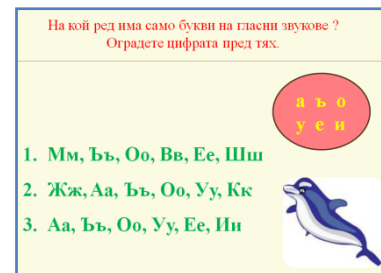 На кой ред има само букви на гласни звукове ?
Оградете цифрата пред тях.
а ъ о
у е и
1. Мм, Ъъ, Оо, Вв, Ее, Шш
2. Жж, Аа, Ъъ, Оо, Уу, Кк
3. Аа, Ъъ, Оо, Уу, Ее, Ии